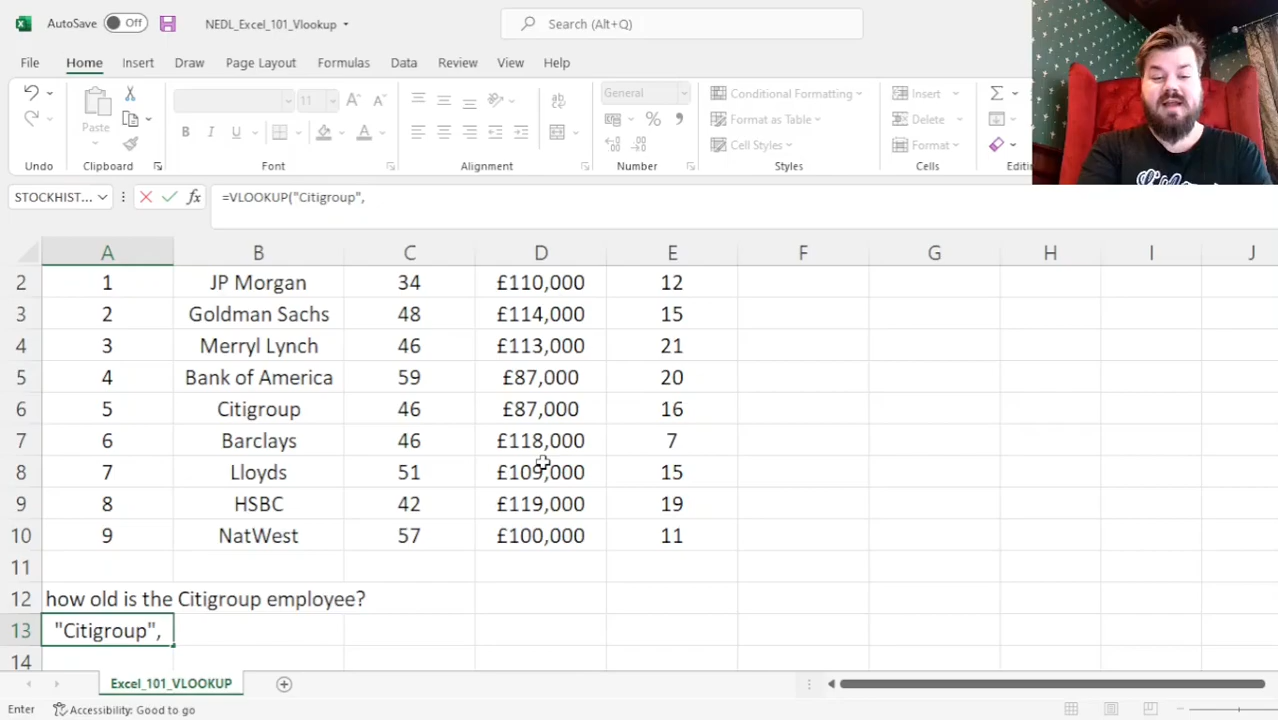 AutoSave Off NEDL_Excel_101_Vlookup Search (Alt+Q)
File Home Insert Draw Page Layout Formulas Data Review View Help
11 General Conditional Formatting Insert
Paste Format as Table Delete
B I U A Cell Styles Format
Undo Clipboard Font Alignment Number Styles Cells
STOCKHIST... fx =VLOOKUP("Citigroup",
A B C D E F G H I J
2 1 JP Morgan 34 £110,000 12
3 2 Goldman Sachs 48 £114,000 15
4 3 Merryl Lynch 46 £113,000 21
5 4 Bank of America 59 £87,000 20
6 5 Citigroup 46 £87,000 16
7 6 Barclays 46 £118,000 7
8 7 Lloyds 51 £109,000 15
9 8 HSBC 42 £119,000 19
10 9 NatWest 57 £100,000 11
11
12 how old is the Citigroup employee?
13 "Citigroup",
14
Excel_101_VLOOKUP
Enter Accessibility: Good to go